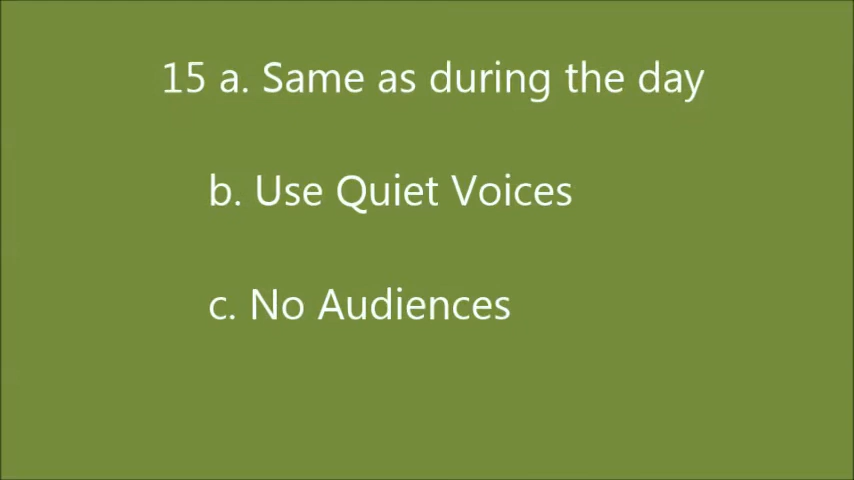 15 a. Same as during the day
b. Use Quiet Voices
c. No Audiences